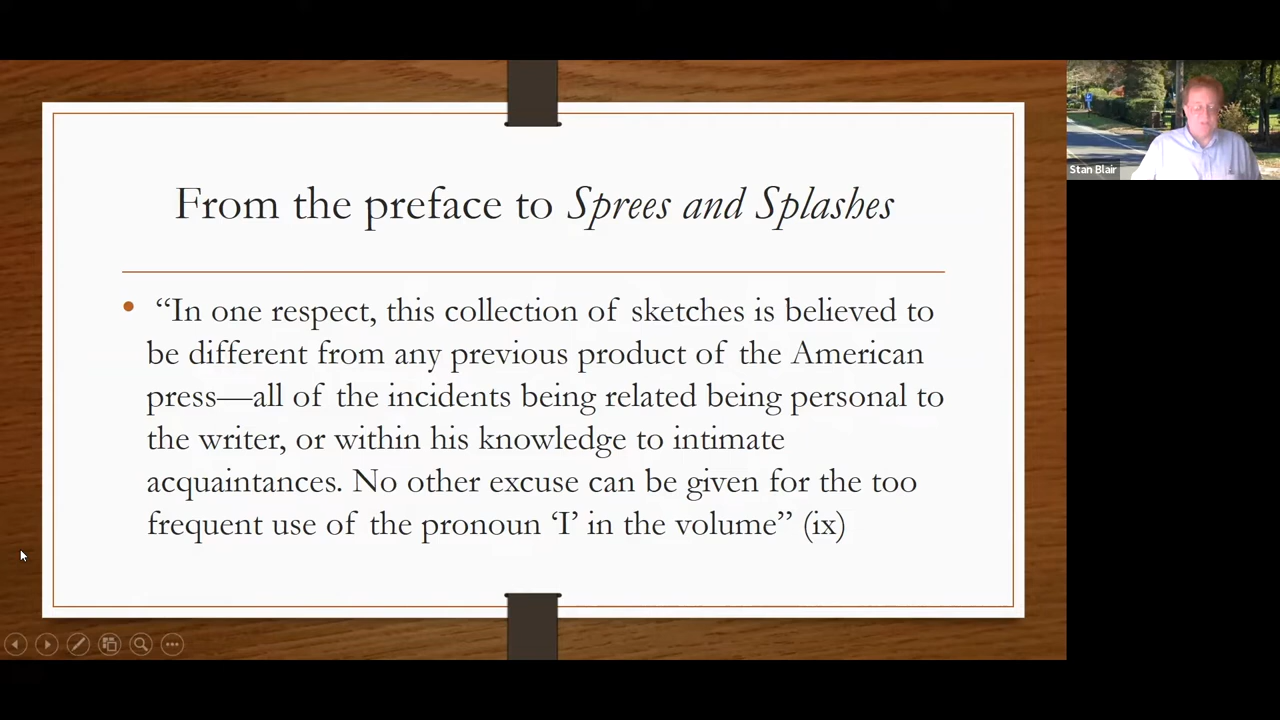 From the preface to Sprees and Splashes
“In one respect, this collection of sketches is believed to
be different from any previous product of the American
press—all of the incidents being related being personal to
the writer, or within his knowledge to intimate
acquaintances. No other excuse can be given for the too
frequent use of the pronoun ‘I’ in the volume” (ix)
Stan Blair